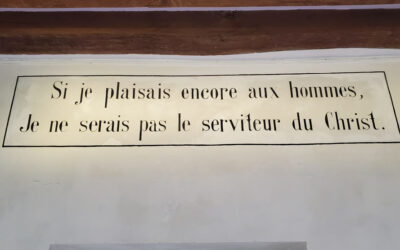 Si je plaisais encore aux hommes,
Je ne serais pas le serviteur du Christ.